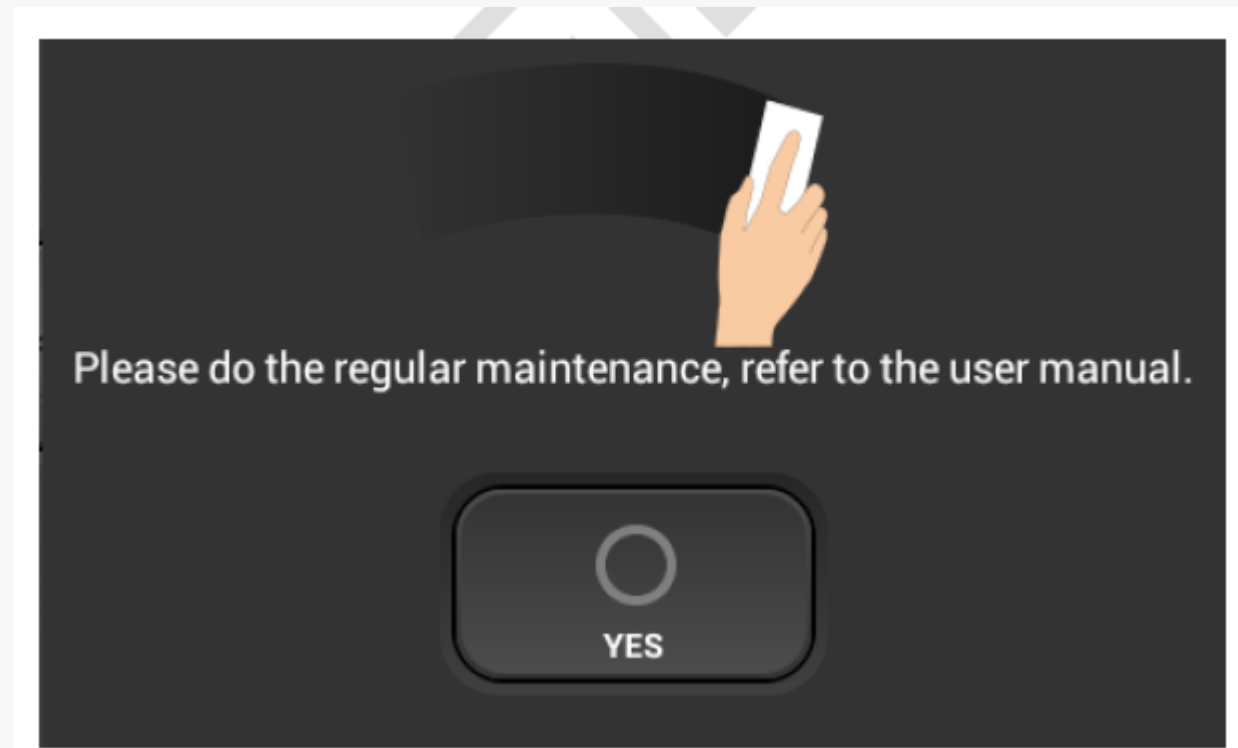 Please do the regular maintenance, refer to the user manual.
YES